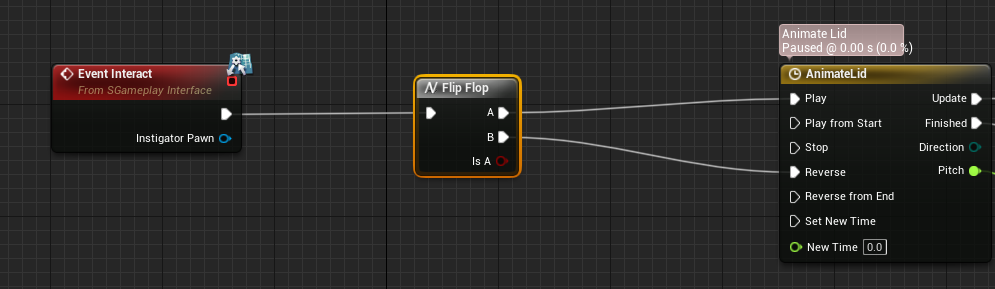 Event Interact
From SGameplay Interface
Instigator Pawn
Flip Flop
A
B
Is A
Animate Lid
Paused @ 0.00 s (0.0 %)
AnimateLid
Play
Update
Play from Start
Finished
Stop
Direction
Reverse
Pitch
Reverse from End
Set New Time
New Time 0.0